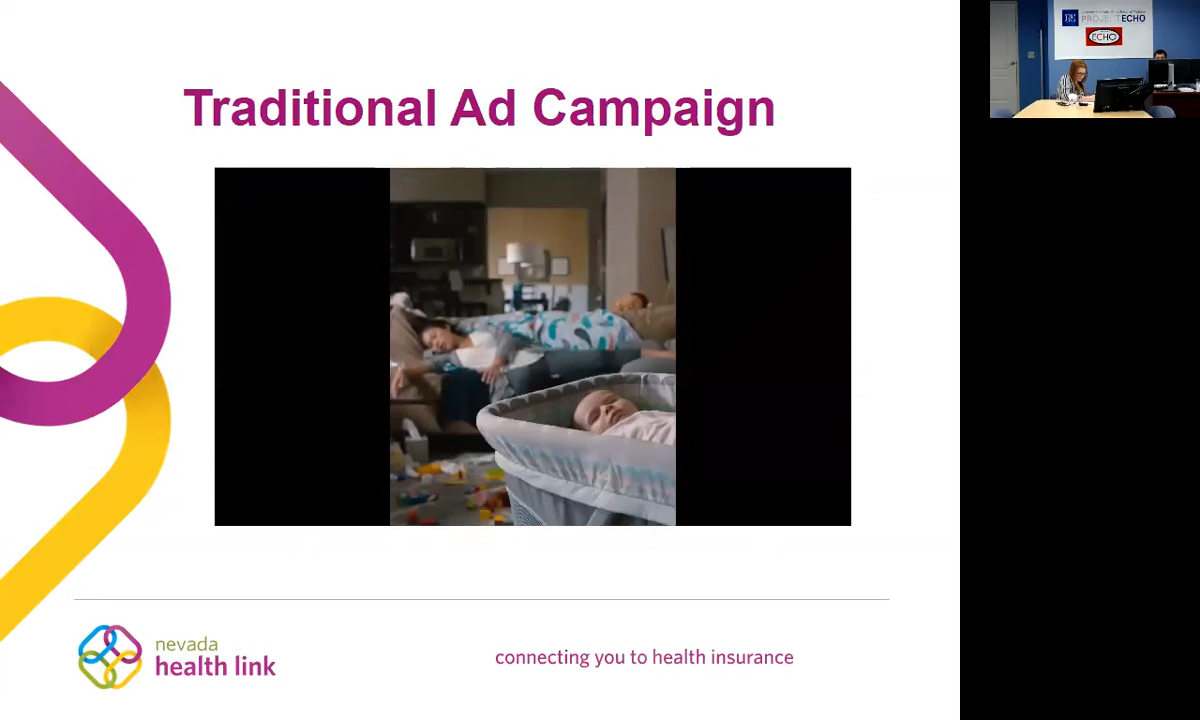 Traditional Ad Campaign
nevada
health link
connecting you to health insurance
PROJECT ECHO
ECHO